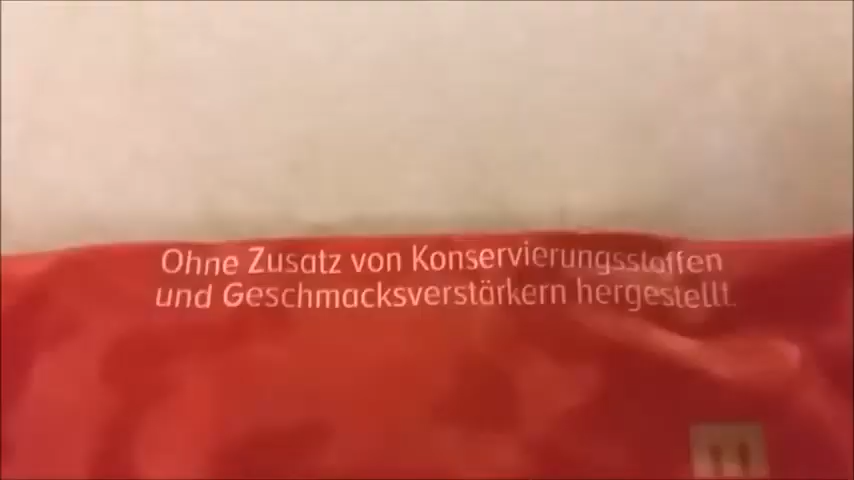 Ohne Zusatz von Konservierungsstoffen
und Geschmacksverstärkern hergestellt.